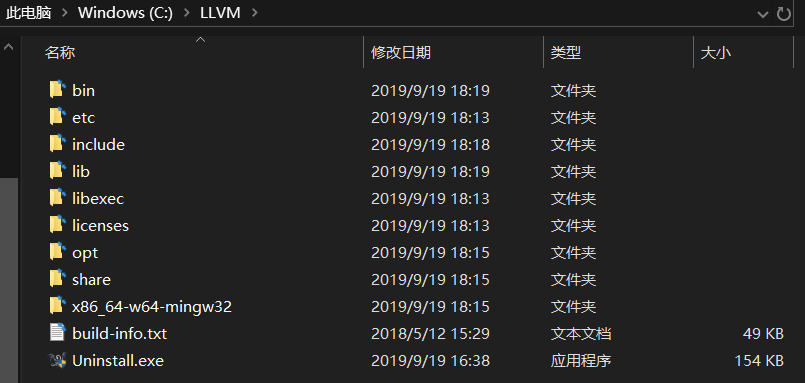 此电脑 Windows (C:) LLVM
名称 修改日期 类型 大小
bin 2019/9/19 18:19 文件夹
etc 2019/9/19 18:13 文件夹
include 2019/9/19 18:18 文件夹
lib 2019/9/19 18:19 文件夹
libexec 2019/9/19 18:13 文件夹
licenses 2019/9/19 18:13 文件夹
opt 2019/9/19 18:15 文件夹
share 2019/9/19 18:15 文件夹
x86_64-w64-mingw32 2019/9/19 18:15 文件夹
build-info.txt 2018/5/12 15:29 文本文档 49 KB
Uninstall.exe 2019/9/19 16:38 应用程序 154 KB